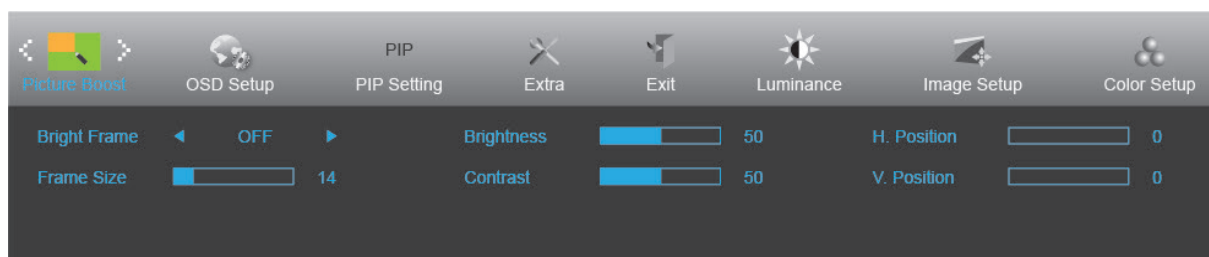 PIP
Picture Boost OSD Setup PIP Setting Extra Exit Luminance Image Setup Color Setup
Bright Frame OFF Brightness 50 H. Position 0
Frame Size 14 Contrast 50 V. Position 0